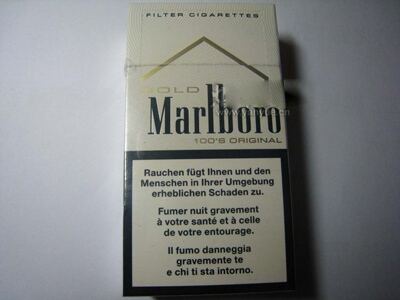 FILTER CIGARETTES
GOLD
Marlboro
100'S ORIGINAL
Rauchen fügt Ihnen und den
Menschen in Ihrer Umgebung
erheblichen Schaden zu.
Fumer nuit gravement
à votre santé et à celle
de votre entourage.
Il fumo danneggia
gravemente te
e chi ti sta intorno.